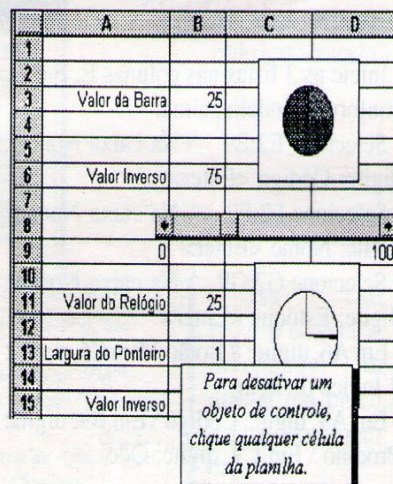 A B C D
1
2
3 Valor da Barra 25
4
5
6 Valor Inverso 75
7
8
9 0 100
10
11 Valor do Relógio 25
12
13 Largura do Ponteiro 1
14
15 Valor Inverso
Para desativar um
objeto de controle,
clique qualquer célula
da planilha.